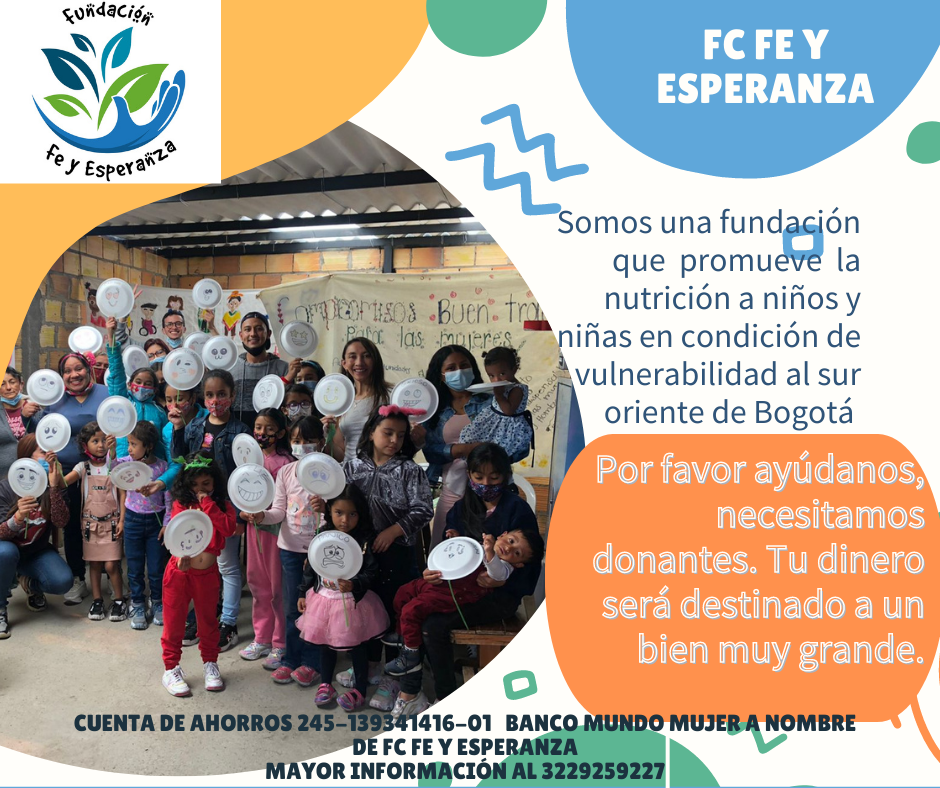 Fundación
Fe y Esperanza
FC FE Y
ESPERANZA
Somos una fundación
que promueve la
nutrición a niños y
niñas en condición de
vulnerabilidad al sur
oriente de Bogotá
Compromisos Buen tra
Para las mujeres
Por favor ayúdanos,
necesitamos
donantes. Tu dinero
será destinado a un
bien muy grande.
CUENTA DE AHORROS 245-139341416-01 BANCO MUNDO MUJER A NOMBRE
DE FC FE Y ESPERANZA
MAYOR INFORMACIÓN AL 3229259227